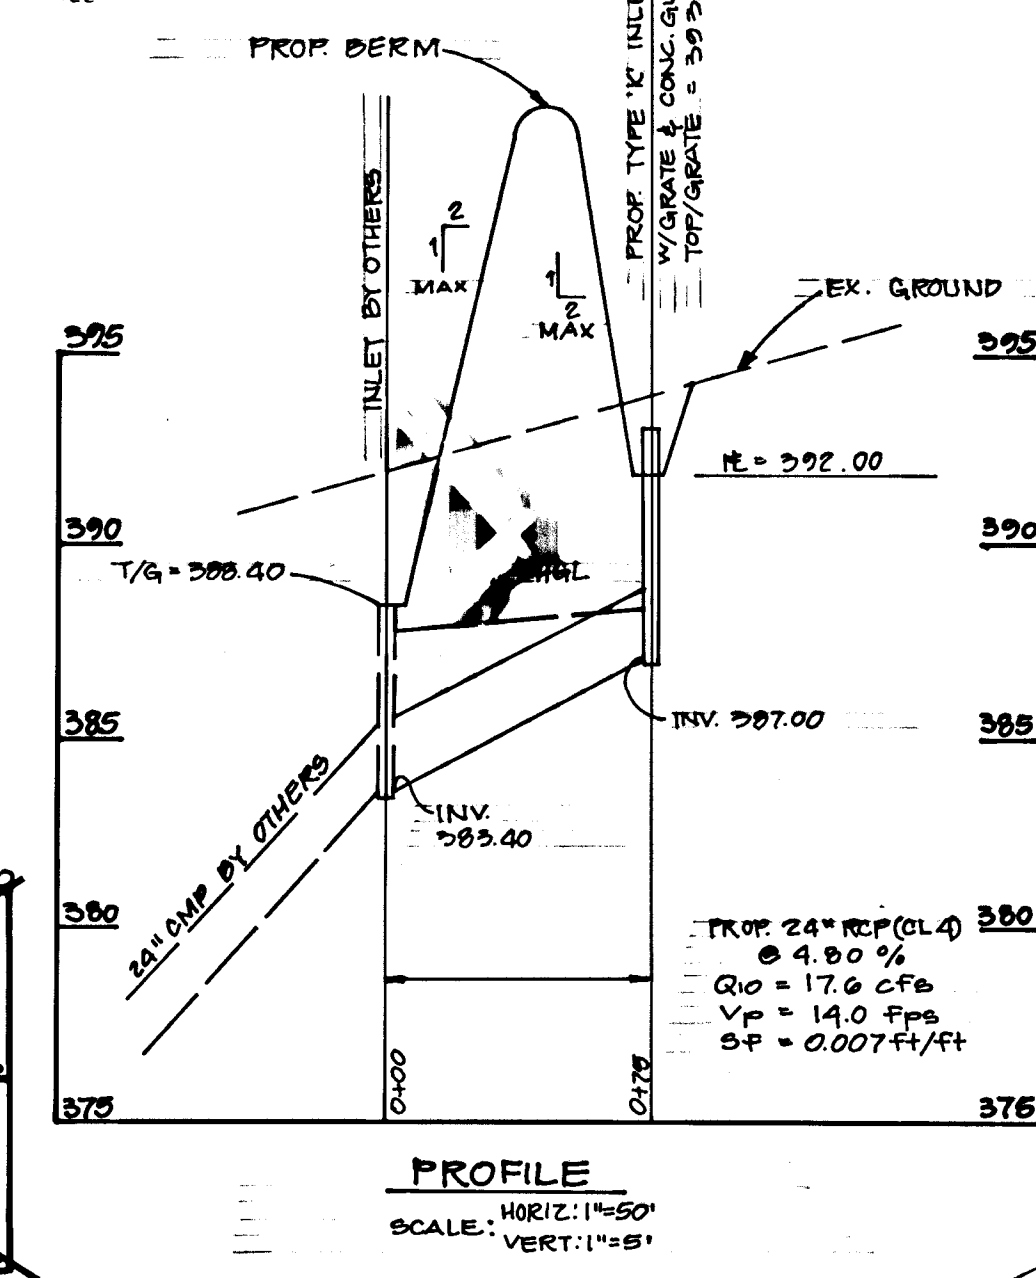 PROP. BERM
INLET BY OTHERS
PROP. TYPE 'K'
W/GRATE & CONC.
TOP/GRATE = 393
2
1
MAX
1
2
MAX
EX. GROUND
395
395
390
390
385
385
380
380
375
375
℄ = 392.00
T/G = 388.40
HGL
INV. 387.00
INV.
383.40
24" CMP BY OTHERS
PROP. 24" RCP (CL 4)
@ 4.80 %
Q10 = 17.6 cfs
Vp = 14.0 fps
SF = 0.007 ft/ft
0+00
0+75
PROFILE
SCALE: HORIZ: 1"=50'
VERT: 1"=5'